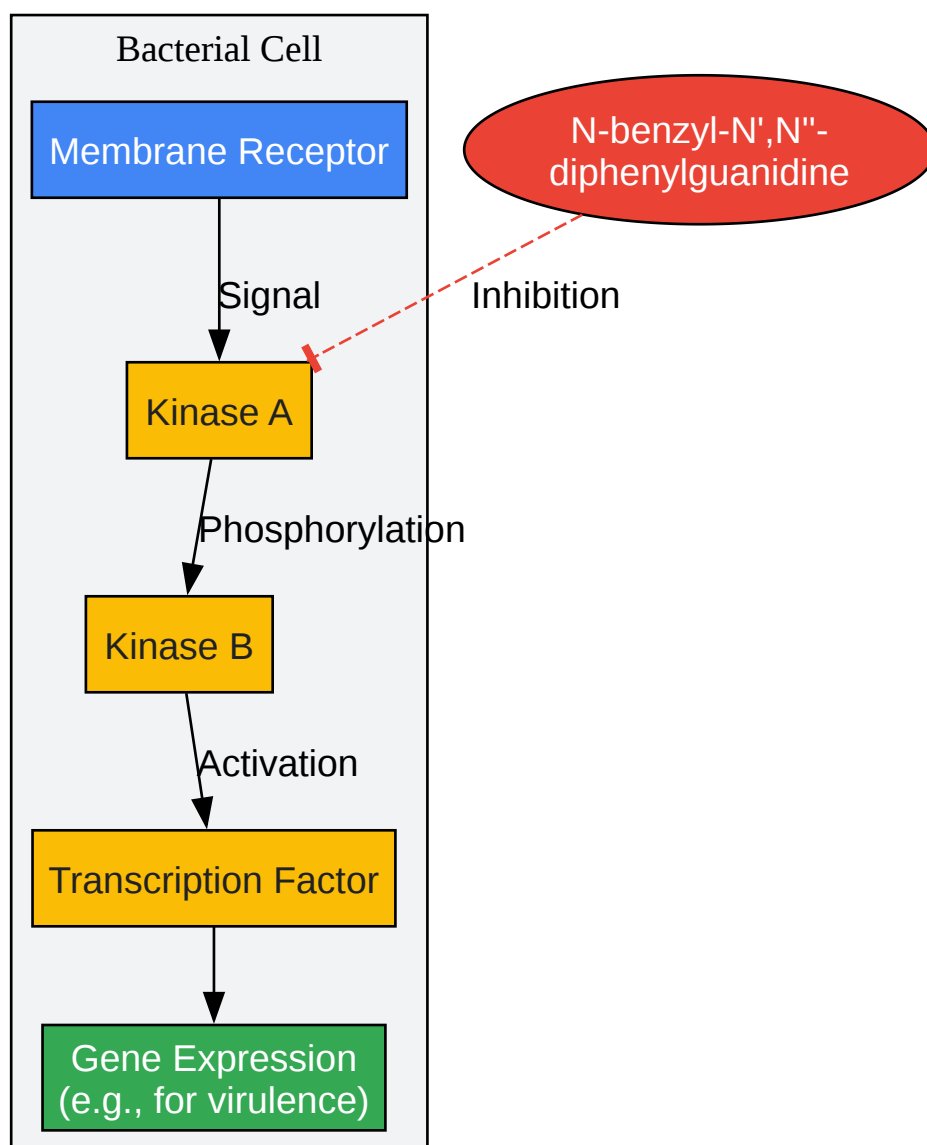 Bacterial Cell
Membrane Receptor
N-benzyl-N',N''-
diphenylguanidine
Signal
Inhibition
Kinase A
Phosphorylation
Kinase B
Activation
Transcription Factor
Gene Expression
(e.g., for virulence)